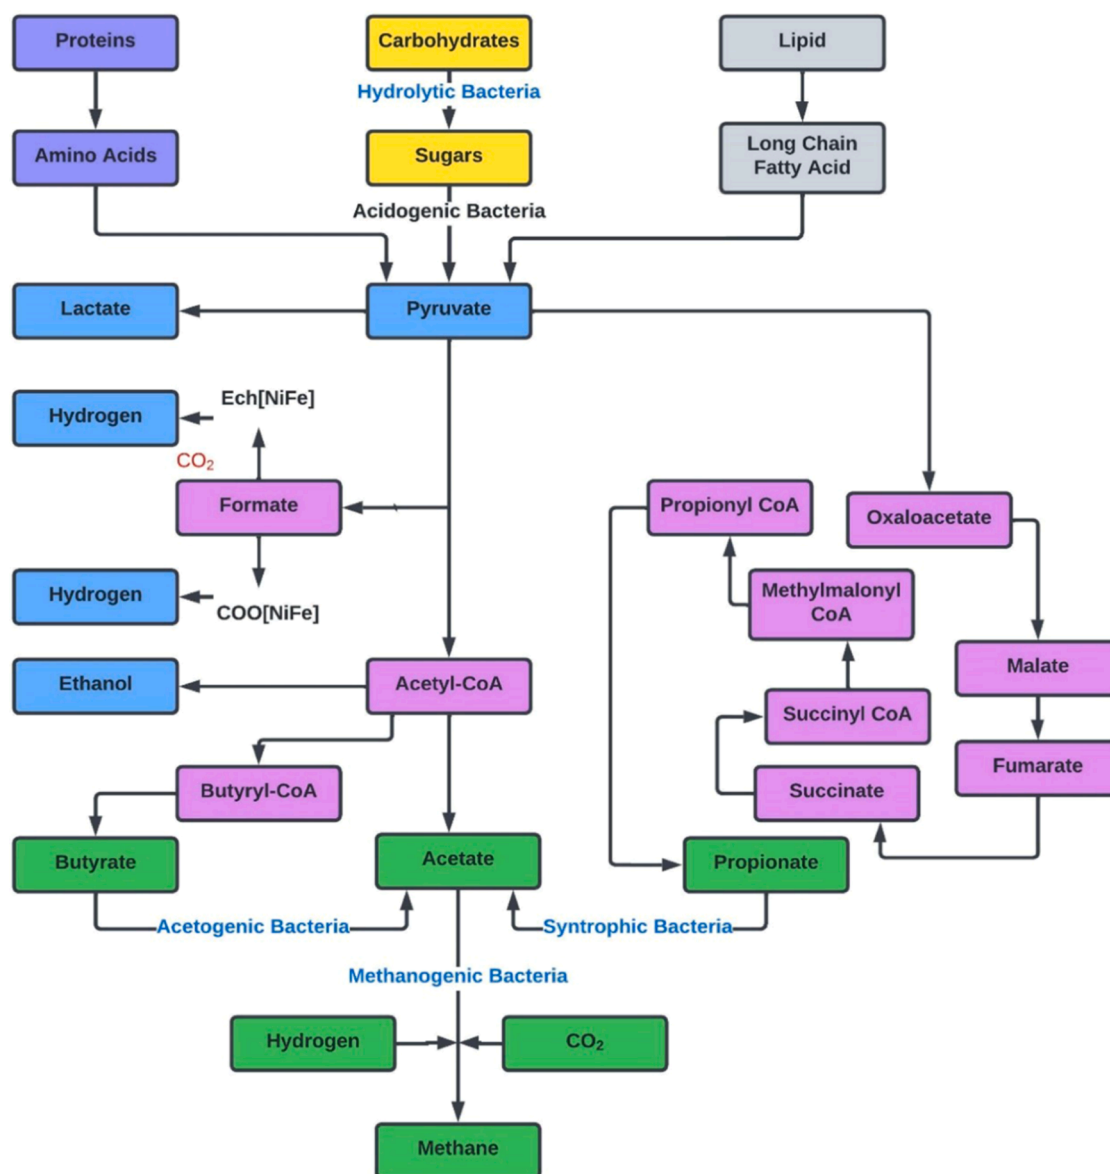 Proteins
Carbohydrates
Lipid
Hydrolytic Bacteria
Amino Acids
Sugars
Long Chain
Fatty Acid
Acidogenic Bacteria
Lactate
Pyruvate
Hydrogen
Ech[NiFe]
CO₂
Formate
Propionyl CoA
Oxaloacetate
Methylmalonyl
CoA
Hydrogen
COO[NiFe]
Malate
Ethanol
Acetyl-CoA
Succinyl CoA
Fumarate
Butyryl-CoA
Succinate
Butyrate
Acetate
Propionate
Acetogenic Bacteria
Syntrophic Bacteria
Methanogenic Bacteria
Hydrogen
CO₂
Methane